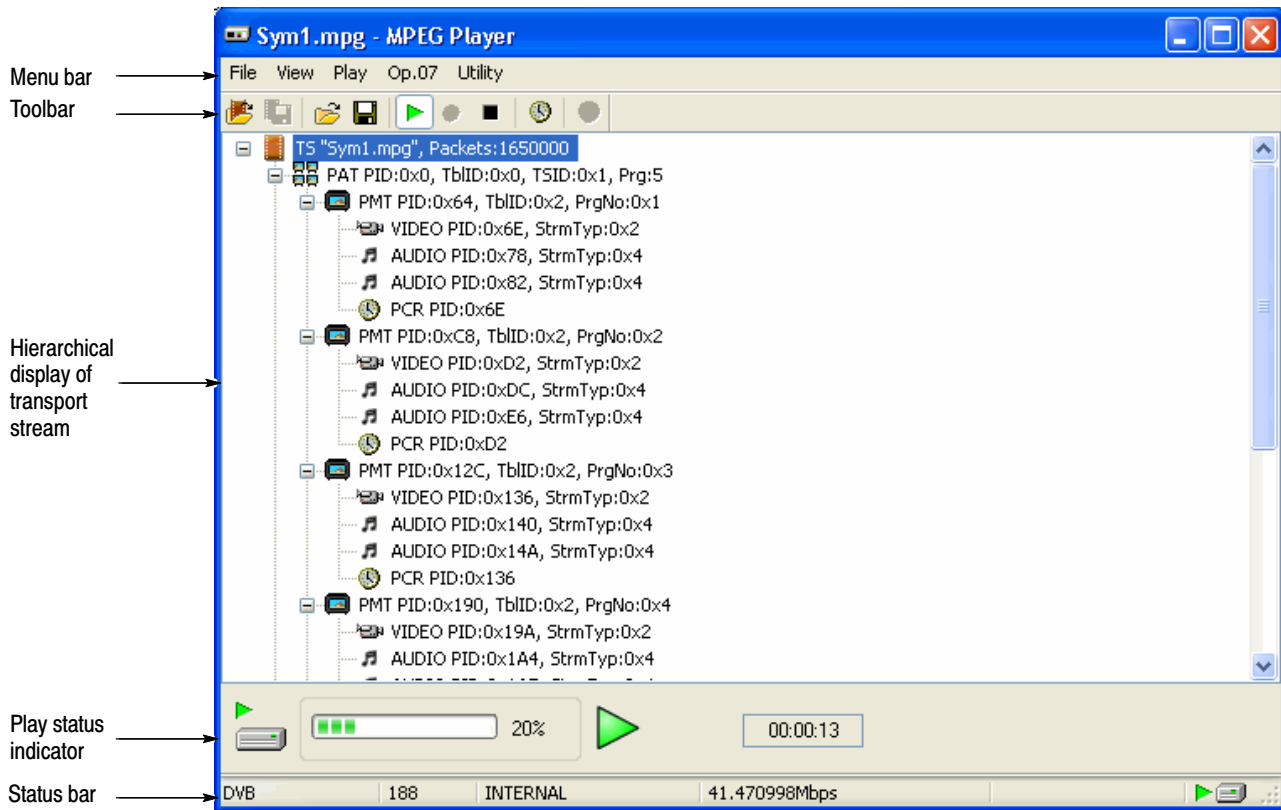 Sym1.mpg - MPEG Player
Menu bar
File View Play Op.07 Utility
Toolbar
TS "Sym1.mpg", Packets:1650000
PAT PID:0x0, TblID:0x0, TSID:0x1, Prg:5
PMT PID:0x64, TblID:0x2, PrgNo:0x1
VIDEO PID:0x6E, StrmTyp:0x2
AUDIO PID:0x78, StrmTyp:0x4
AUDIO PID:0x82, StrmTyp:0x4
PCR PID:0x6E
PMT PID:0xC8, TblID:0x2, PrgNo:0x2
VIDEO PID:0xD2, StrmTyp:0x2
AUDIO PID:0xDC, StrmTyp:0x4
AUDIO PID:0xE6, StrmTyp:0x4
PCR PID:0xD2
PMT PID:0x12C, TblID:0x2, PrgNo:0x3
VIDEO PID:0x136, StrmTyp:0x2
AUDIO PID:0x140, StrmTyp:0x4
AUDIO PID:0x14A, StrmTyp:0x4
PCR PID:0x136
PMT PID:0x190, TblID:0x2, PrgNo:0x4
VIDEO PID:0x19A, StrmTyp:0x2
AUDIO PID:0x1A4, StrmTyp:0x4
Hierarchical
display of
transport
stream
Play status
indicator
20%
00:00:13
Status bar
DVB 188 INTERNAL 41.470998Mbps